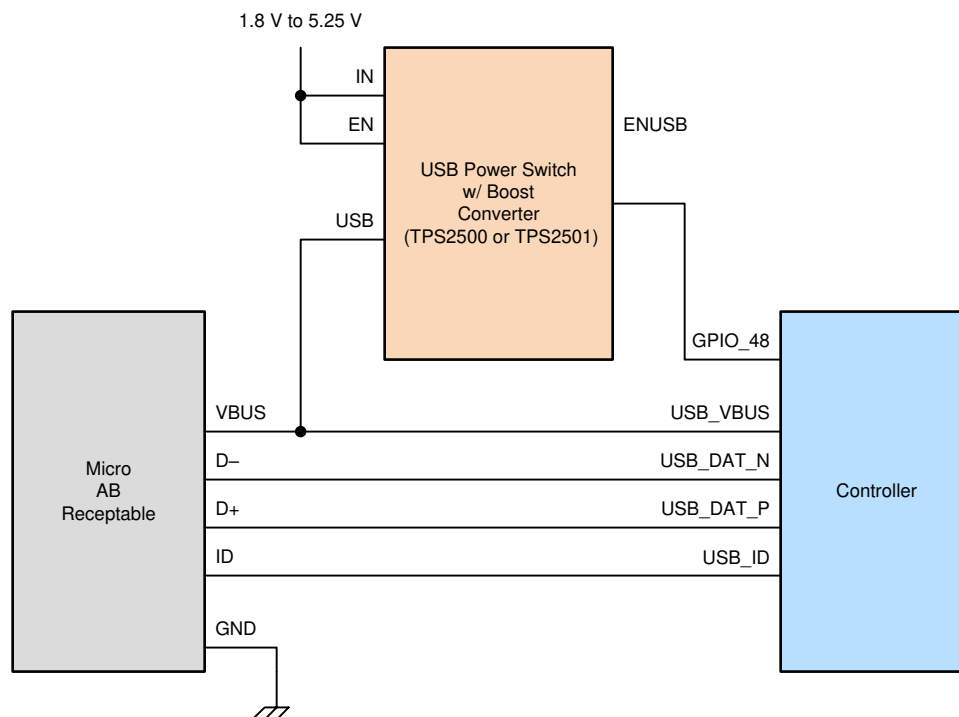 1.8 V to 5.25 V
IN
EN
ENUSB
USB Power Switch
w/ Boost
Converter
(TPS2500 or TPS2501)
USB
GPIO_48
VBUS
USB_VBUS
D–
USB_DAT_N
Micro
AB
Receptable
Controller
D+
USB_DAT_P
ID
USB_ID
GND